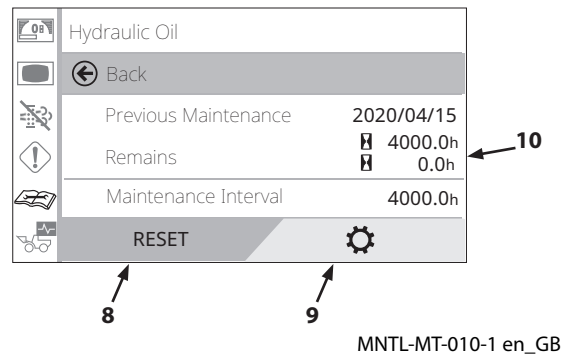 08
Hydraulic Oil
Back
Previous Maintenance 2020/04/15
4000.0h
Remains 0.0h
Maintenance Interval 4000.0h
RESET
10
8 9
MNTL-MT-010-1 en_GB